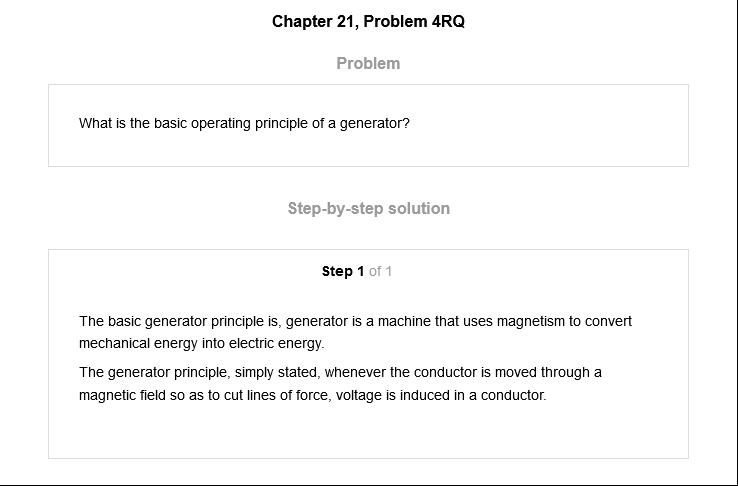 Chapter 21, Problem 4RQ
Problem
What is the basic operating principle of a generator?
Step-by-step solution
Step 1 of 1
The basic generator principle is, generator is a machine that uses magnetism to convert
mechanical energy into electric energy.
The generator principle, simply stated, whenever the conductor is moved through a
magnetic field so as to cut lines of force, voltage is induced in a conductor.